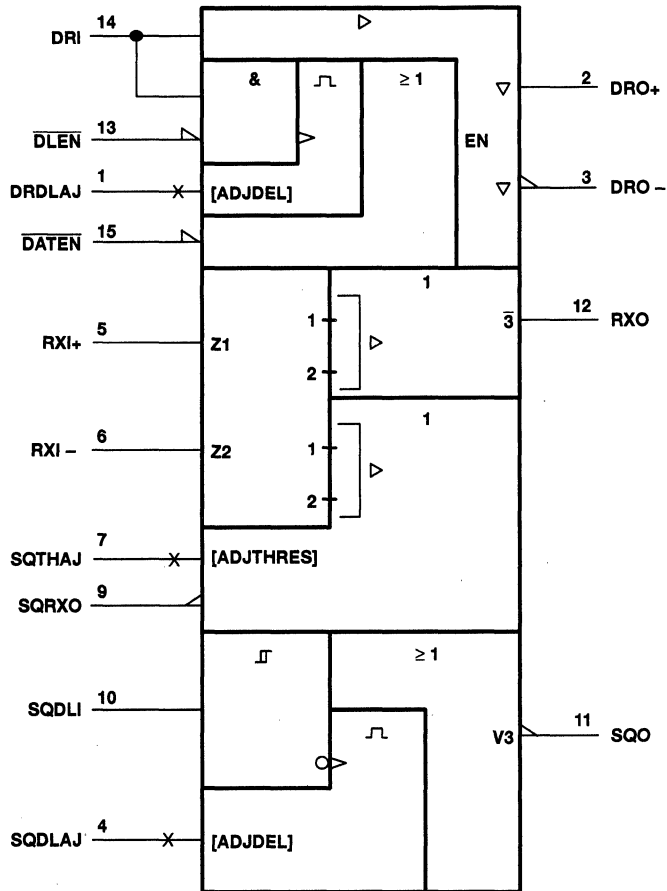 14
DRI
& ≥ 1
2
DRO+
13
DLEN
EN
1
DRDLAJ
[ADJDEL]
3
DRO –
15
DATEN
1
12
1
3
RXO
5
RXI+
Z1
2
1
6
RXI –
Z2
1
2
7
SQTHAJ
[ADJTHRES]
9
SQRXO
≥ 1
10
SQDLI
11
V3
SQO
4
SQDLAJ
[ADJDEL]